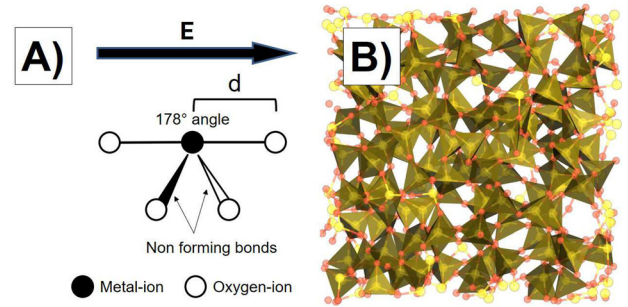 A)
E
d
178° angle
Non forming bonds
Metal-ion
Oxygen-ion
B)